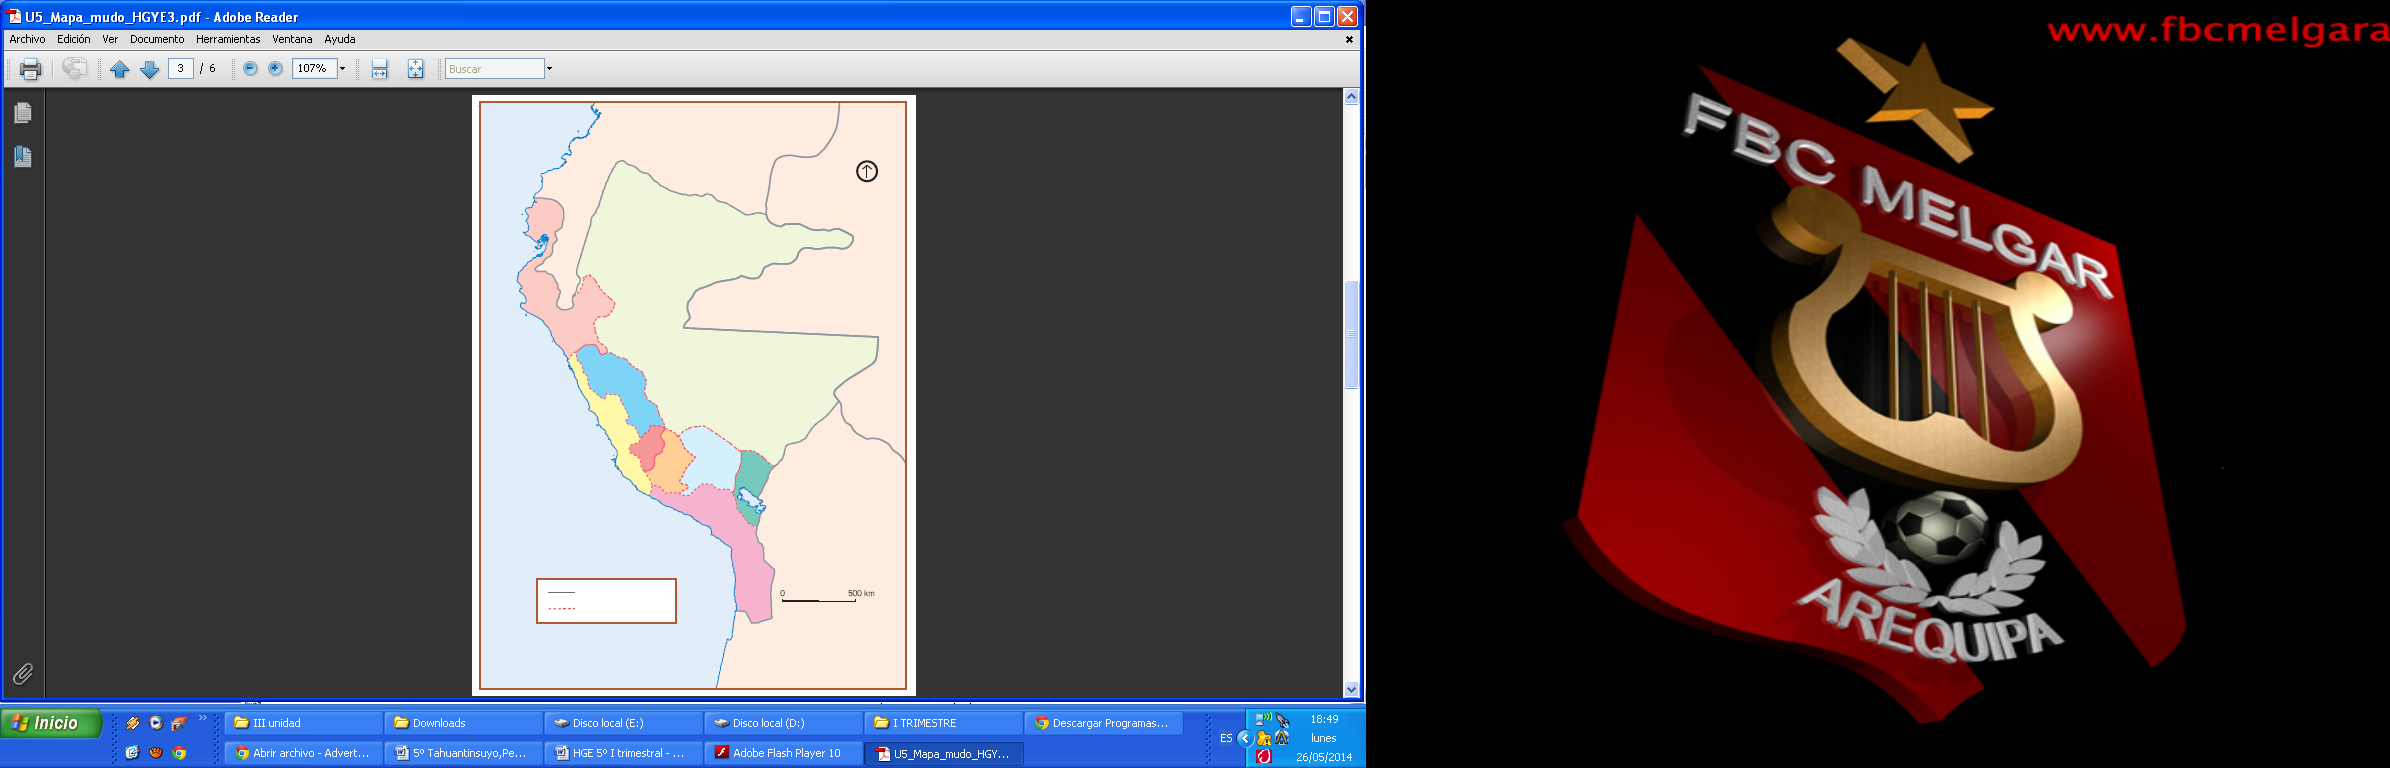 U5_Mapa_mudo_HGYE3.pdf - Adobe Reader
Archivo Edición Ver Documento Herramientas Ventana Ayuda
3 / 6 107% Buscar
0 500 km
Inicio
III unidad Downloads Disco local (E:) Disco local (D:) I TRIMESTRE Descargar Programas...
Abrir archivo - Advert... 5º Tahuantinsuyo,Pe... HGE 5º I trimestral - ... Adobe Flash Player 10 U5_Mapa_mudo_HGY...
ES
18:49
lunes
26/05/2014
www.fbcmelgara
FBC MELGAR
AREQUIPA